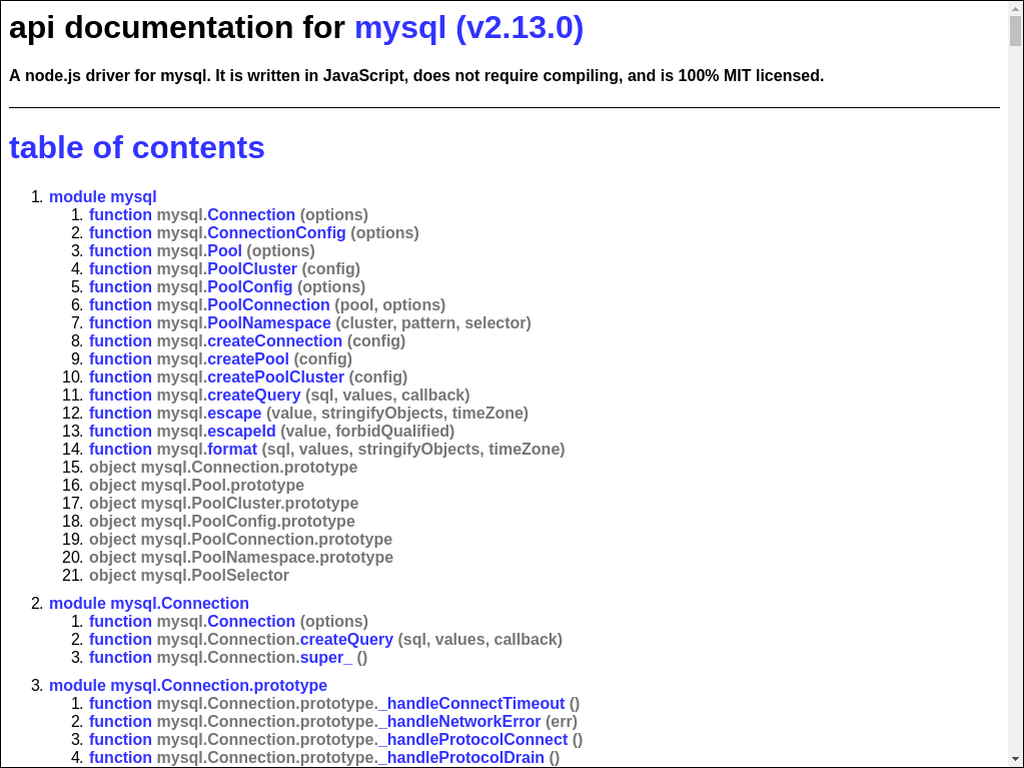 api documentation for mysql (v2.13.0)
A node.js driver for mysql. It is written in JavaScript, does not require compiling, and is 100% MIT licensed.
table of contents
1. module mysql
1. function mysql.Connection (options)
2. function mysql.ConnectionConfig (options)
3. function mysql.Pool (options)
4. function mysql.PoolCluster (config)
5. function mysql.PoolConfig (options)
6. function mysql.PoolConnection (pool, options)
7. function mysql.PoolNamespace (cluster, pattern, selector)
8. function mysql.createConnection (config)
9. function mysql.createPool (config)
10. function mysql.createPoolCluster (config)
11. function mysql.createQuery (sql, values, callback)
12. function mysql.escape (value, stringifyObjects, timeZone)
13. function mysql.escapeId (value, forbidQualified)
14. function mysql.format (sql, values, stringifyObjects, timeZone)
15. object mysql.Connection.prototype
16. object mysql.Pool.prototype
17. object mysql.PoolCluster.prototype
18. object mysql.PoolConfig.prototype
19. object mysql.PoolConnection.prototype
20. object mysql.PoolNamespace.prototype
21. object mysql.PoolSelector
2. module mysql.Connection
1. function mysql.Connection (options)
2. function mysql.Connection.createQuery (sql, values, callback)
3. function mysql.Connection.super_ ()
3. module mysql.Connection.prototype
1. function mysql.Connection.prototype._handleConnectTimeout ()
2. function mysql.Connection.prototype._handleNetworkError (err)
3. function mysql.Connection.prototype._handleProtocolConnect ()
4. function mysql.Connection.prototype._handleProtocolDrain ()